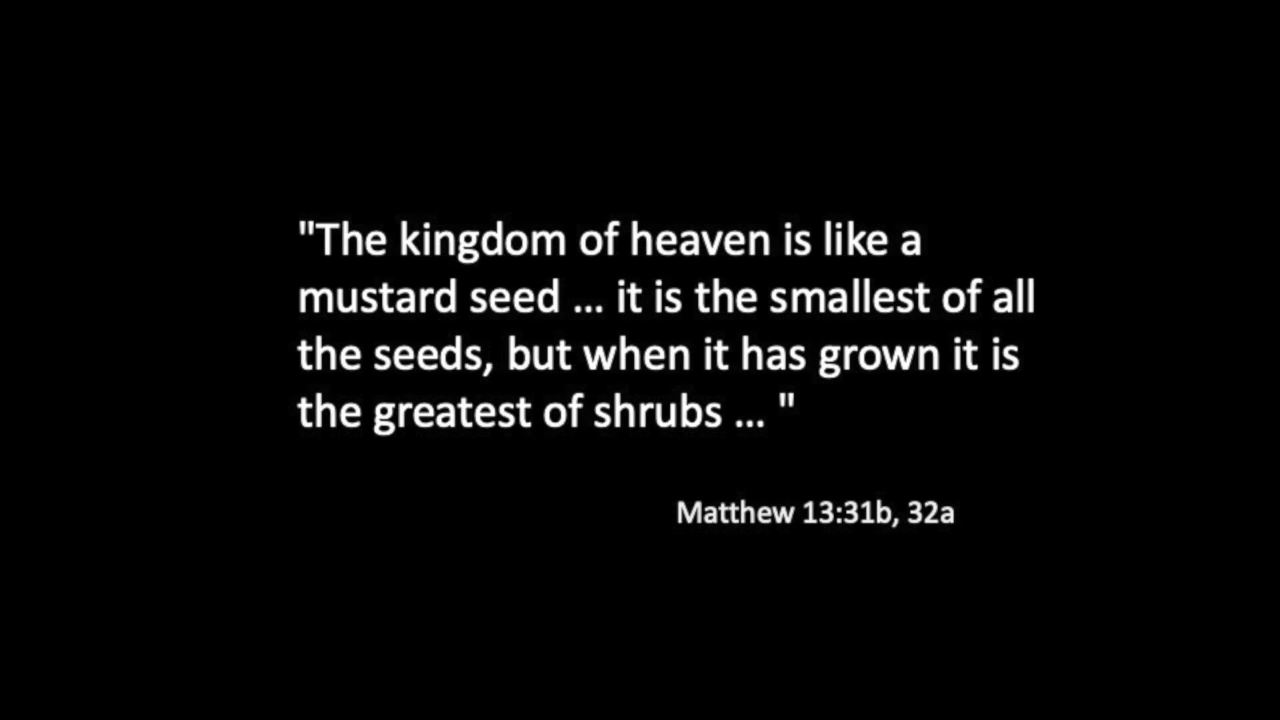 "The kingdom of heaven is like a
mustard seed ... it is the smallest of all
the seeds, but when it has grown it is
the greatest of shrubs ... "
Matthew 13:31b, 32a